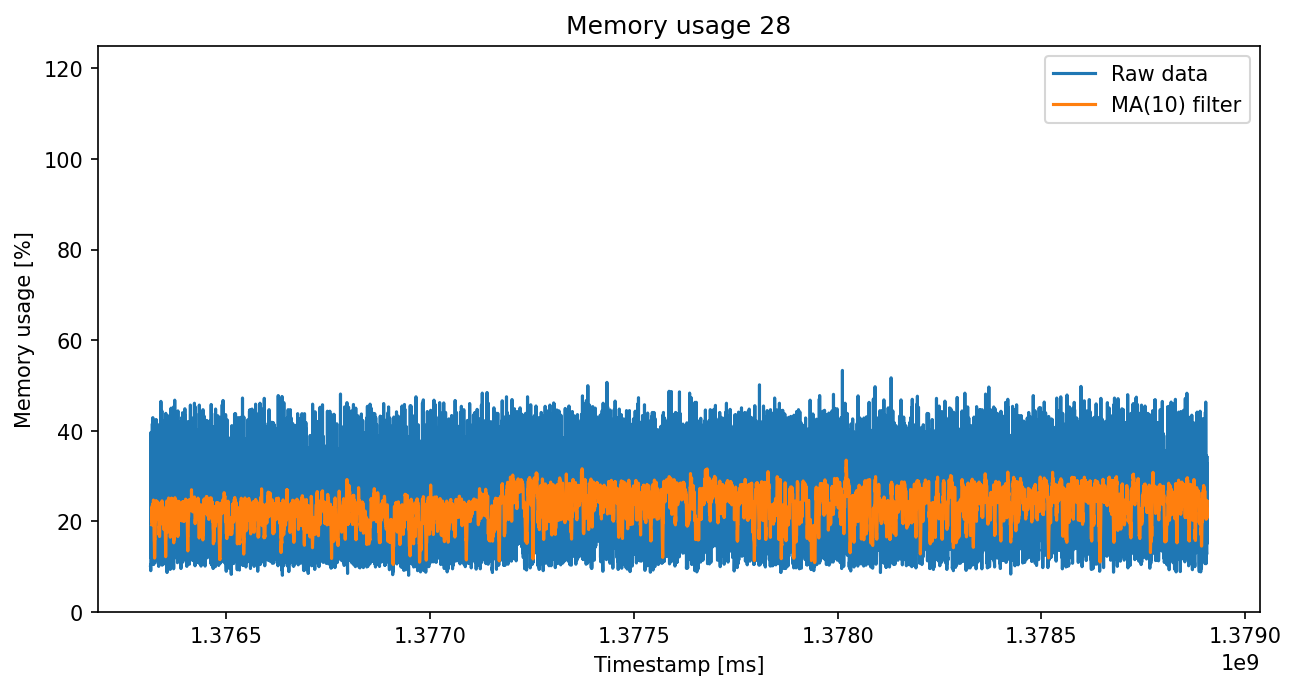 Memory usage 28
Raw data
MA(10) filter
Memory usage [%]
120
100
80
60
40
20
0
1.3765 1.3770 1.3775 1.3780 1.3785 1.3790
1e9
Timestamp [ms]